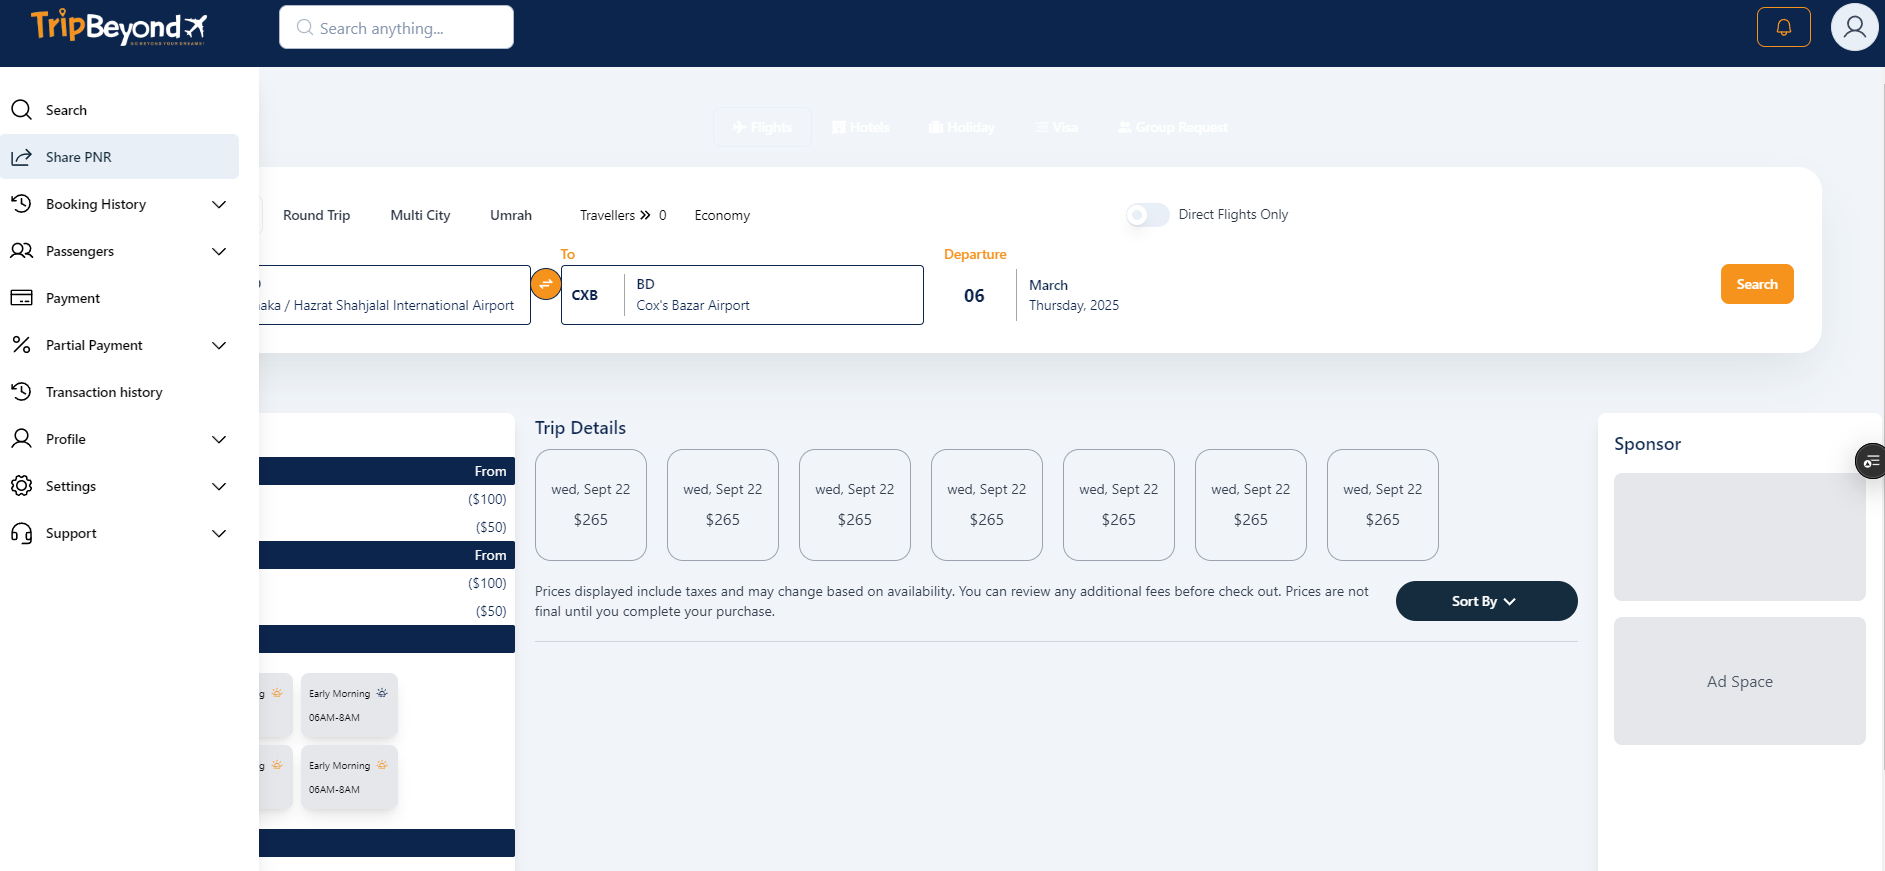 TripBeyond
GO BEYOND YOUR DREAMS!
Search anything...
Search
Share PNR
Booking History
Passengers
Payment
Partial Payment
Transaction history
Profile
Settings
Support
Flights Hotels Holiday Visa Group Request
Round Trip Multi City Umrah Travellers 0 Economy Direct Flights Only
To
Departure
aka / Hazrat Shahjalal International Airport
CXB
BD
Cox's Bazar Airport
06
March
Thursday, 2025
Search
From
($100)
($50)
From
($100)
($50)
g
Early Morning
06AM-8AM
g
Early Morning
06AM-8AM
Trip Details
wed, Sept 22 wed, Sept 22 wed, Sept 22 wed, Sept 22 wed, Sept 22 wed, Sept 22 wed, Sept 22
$265 $265 $265 $265 $265 $265 $265
Prices displayed include taxes and may change based on availability. You can review any additional fees before check out. Prices are not
final until you complete your purchase.
Sort By
Sponsor
Ad Space